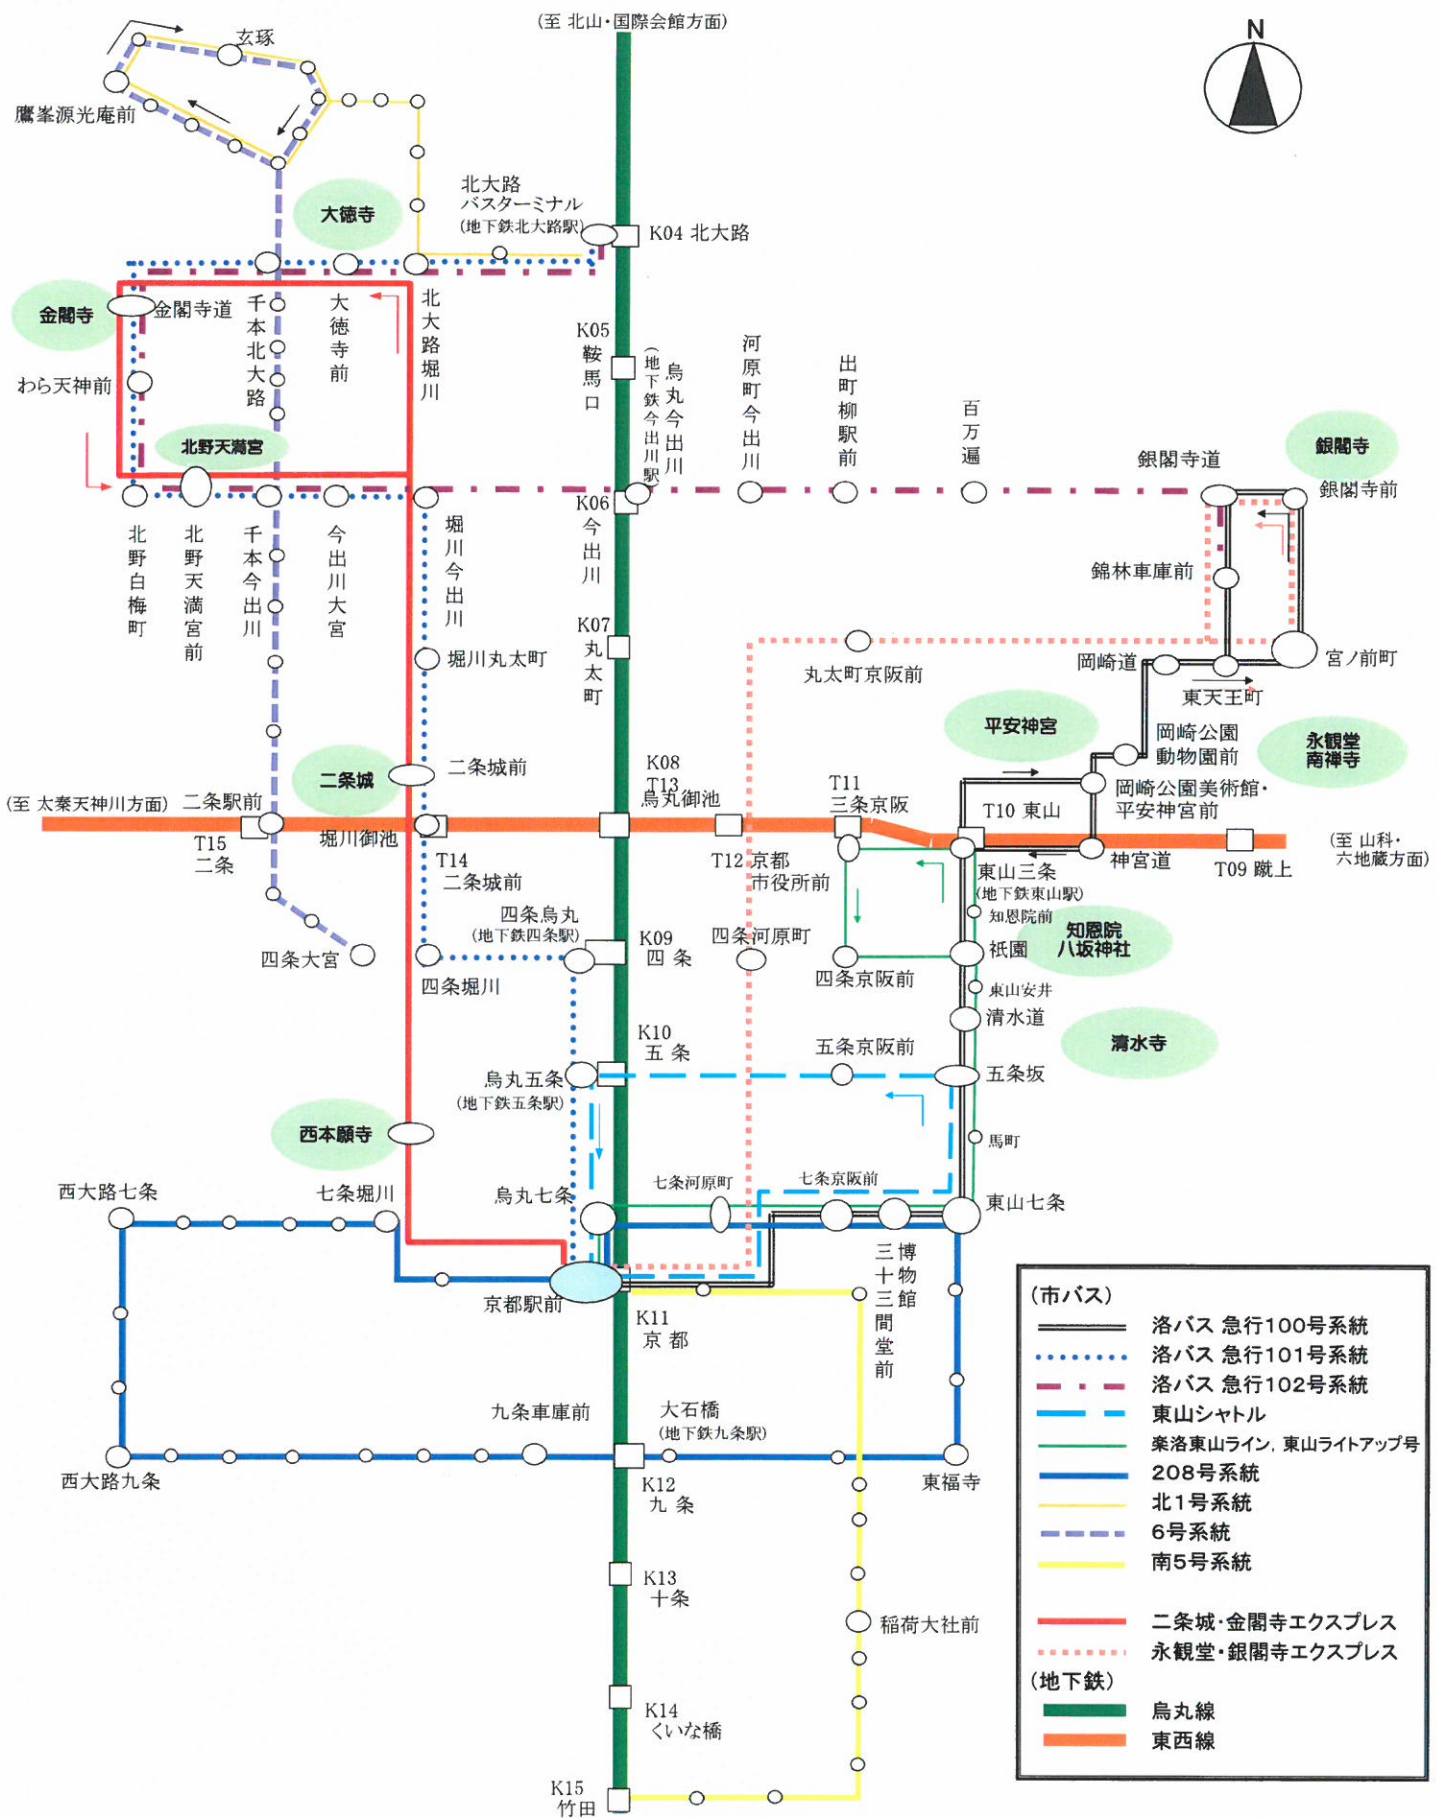 (至 北山・国際会館方面)
N
玄琢
鷹峯源光庵前
大徳寺
北大路
バスターミナル
(地下鉄北大路駅)
K04 北大路
金閣寺
金閣寺道
千本北大路
大徳寺前
北大路堀川
K05
鞍馬口
(地下鉄今出川駅)
烏丸今出川
河原町今出川
出町柳駅前
百万遍
わら天神前
北野天満宮
銀閣寺道
銀閣寺
銀閣寺前
K06
今出川
北野白梅町
北野天満宮前
千本今出川
今出川大宮
堀川今出川
錦林車庫前
K07
丸太町
堀川丸太町
丸太町京阪前
岡崎道
宮ノ前町
東天王町
平安神宮
岡崎公園
動物園前
永観堂
南禅寺
二条城
二条城前
K08
T13
烏丸御池
T11
三条京阪
岡崎公園美術館・
平安神宮前
(至 太秦天神川方面)
二条駅前
堀川御池
T10 東山
(至 山科・
六地蔵方面)
T15
二条
T14
二条城前
T12 京都
市役所前
東山三条
(地下鉄東山駅)
神宮道
T09 蹴上
知恩院前
四条烏丸
(地下鉄四条駅)
K09
四 条
四条河原町
知恩院
八坂神社
祇園
四条大宮
四条堀川
四条京阪前
東山安井
清水道
清水寺
K10
五 条
五条京阪前
五条坂
烏丸五条
(地下鉄五条駅)
西本願寺
馬町
西大路七条
七条堀川
烏丸七条
七条河原町
七条京阪前
東山七条
博物館
三十三間堂前
京都駅前
K11
京 都
九条車庫前
大石橋
(地下鉄九条駅)
西大路九条
K12
九 条
東福寺
K13
十条
稲荷大社前
K14
くいな橋
K15
竹田
(市バス)
洛バス 急行100号系統
洛バス 急行101号系統
洛バス 急行102号系統
東山シャトル
楽洛東山ライン, 東山ライトアップ号
208号系統
北1号系統
6号系統
南5号系統
二条城・金閣寺エクスプレス
永観堂・銀閣寺エクスプレス
(地下鉄)
烏丸線
東西線